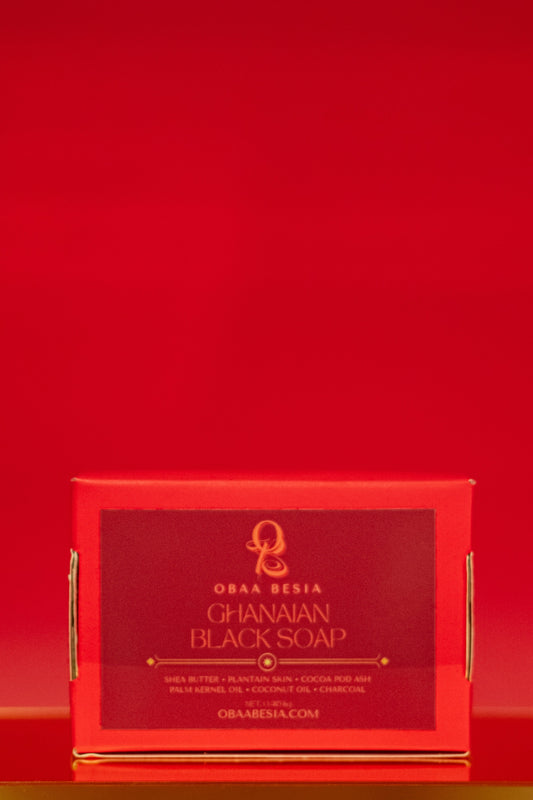 OBAA BESIA
GHANAIAN
BLACK SOAP
SHEA BUTTER • PLANTAIN SKIN • COCOA POD ASH
PALM KERNEL OIL • COCONUT OIL • CHARCOAL
NET
OBAABESIA.COM